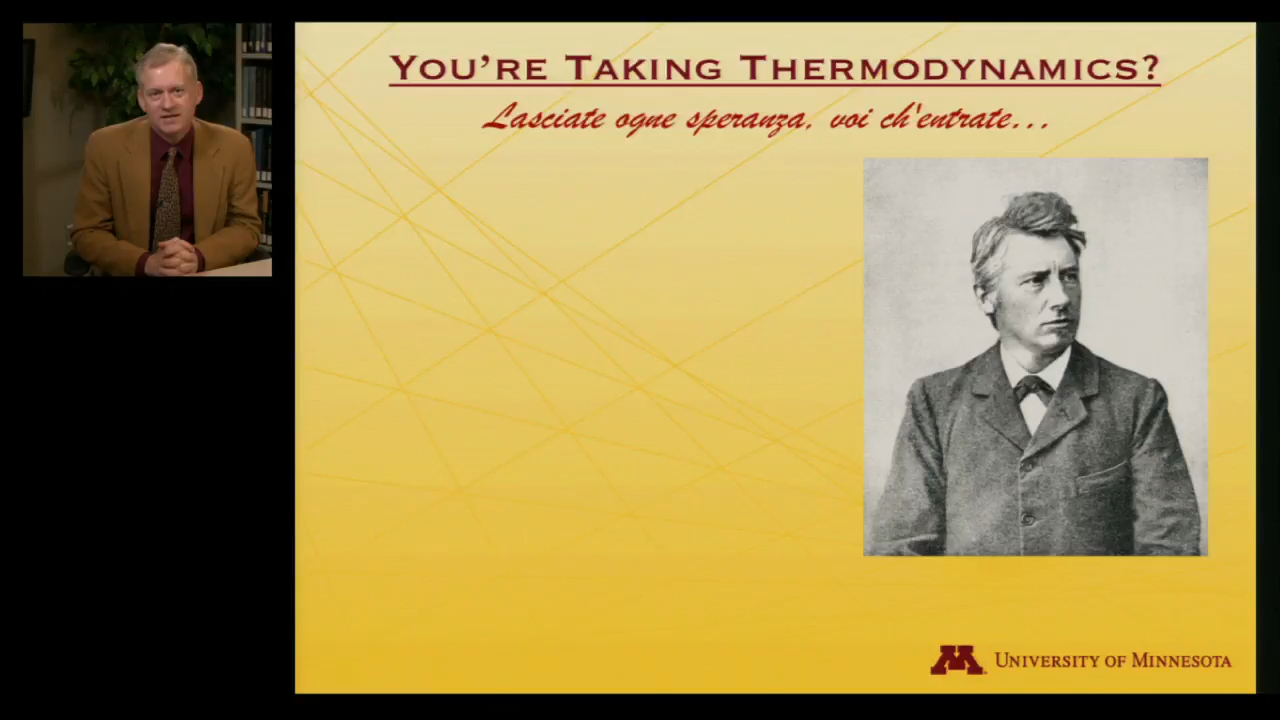 You're Taking Thermodynamics?
Lasciate ogne speranza, voi ch'entrate...
M University of Minnesota